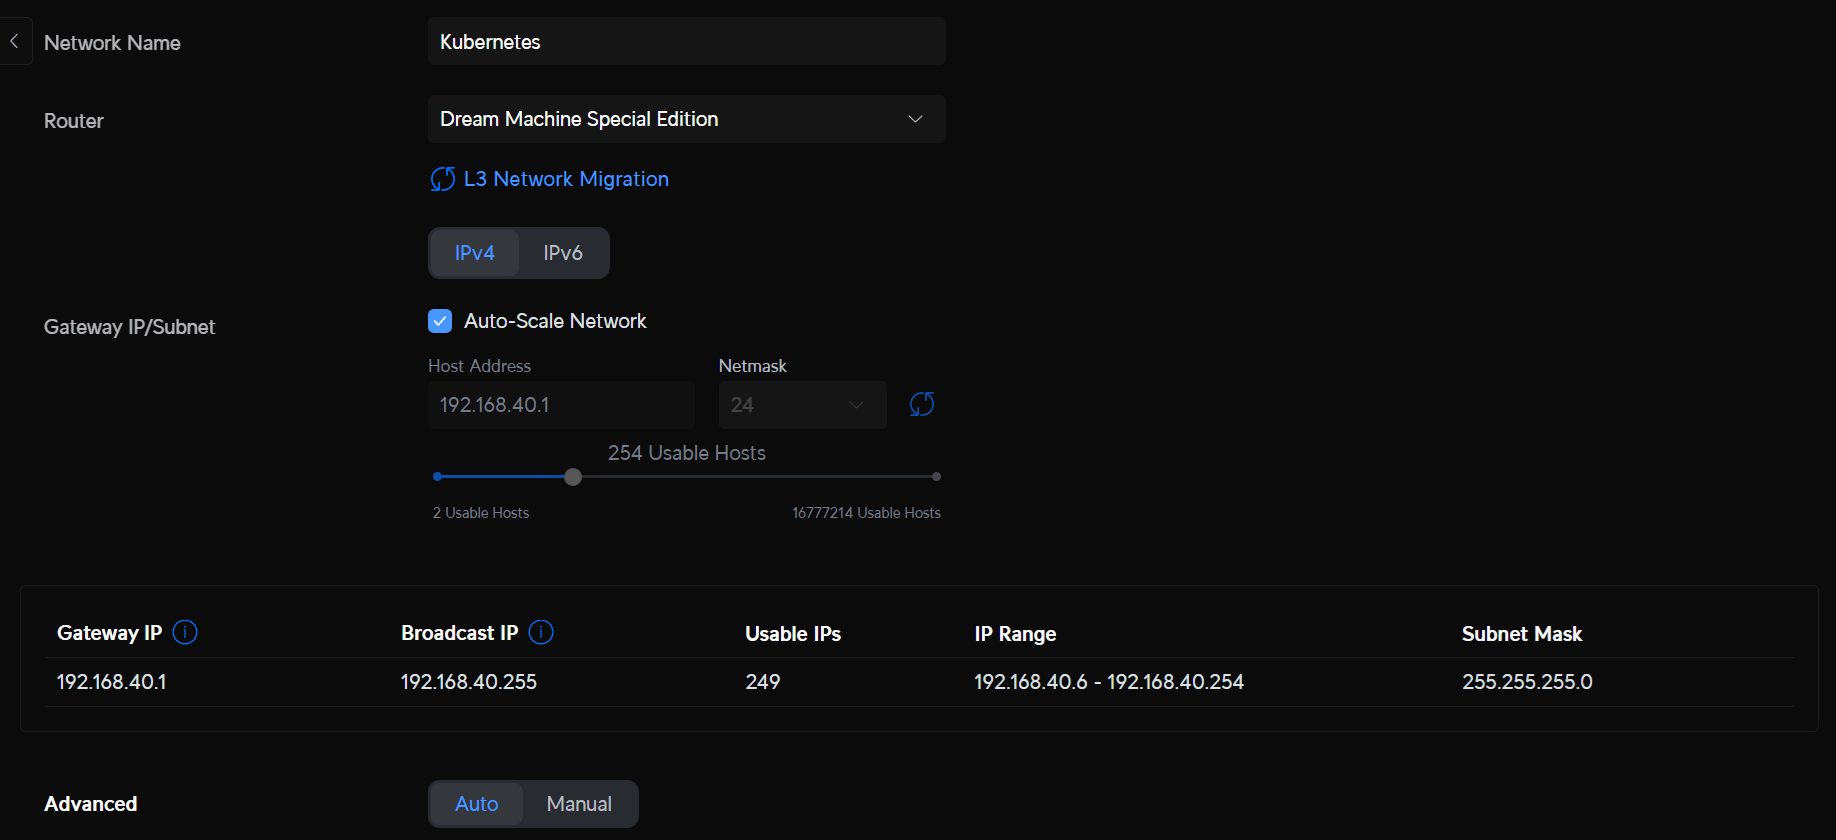 Network Name
Kubernetes
Router
Dream Machine Special Edition
L3 Network Migration
IPv4 IPv6
Gateway IP/Subnet
Auto-Scale Network
Host Address Netmask
192.168.40.1 24
254 Usable Hosts
2 Usable Hosts 16777214 Usable Hosts
Gateway IP Broadcast IP Usable IPs IP Range Subnet Mask
192.168.40.1 192.168.40.255 249 192.168.40.6 - 192.168.40.254 255.255.255.0
Advanced
Auto Manual